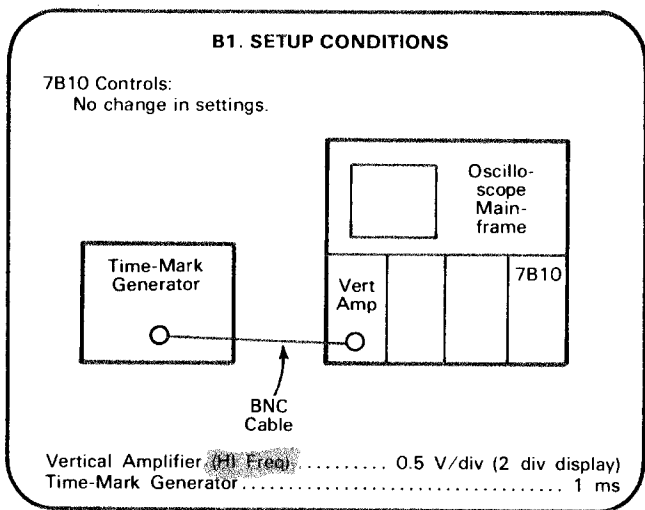 B1. SETUP CONDITIONS
7B10 Controls:
No change in settings.
Oscillo-
scope
Main-
frame
Time-Mark
Generator
Vert
Amp
7B10
BNC
Cable
Vertical Amplifier (HI Freq) .......... 0.5 V/div (2 div display)
Time-Mark Generator .................................. 1 ms